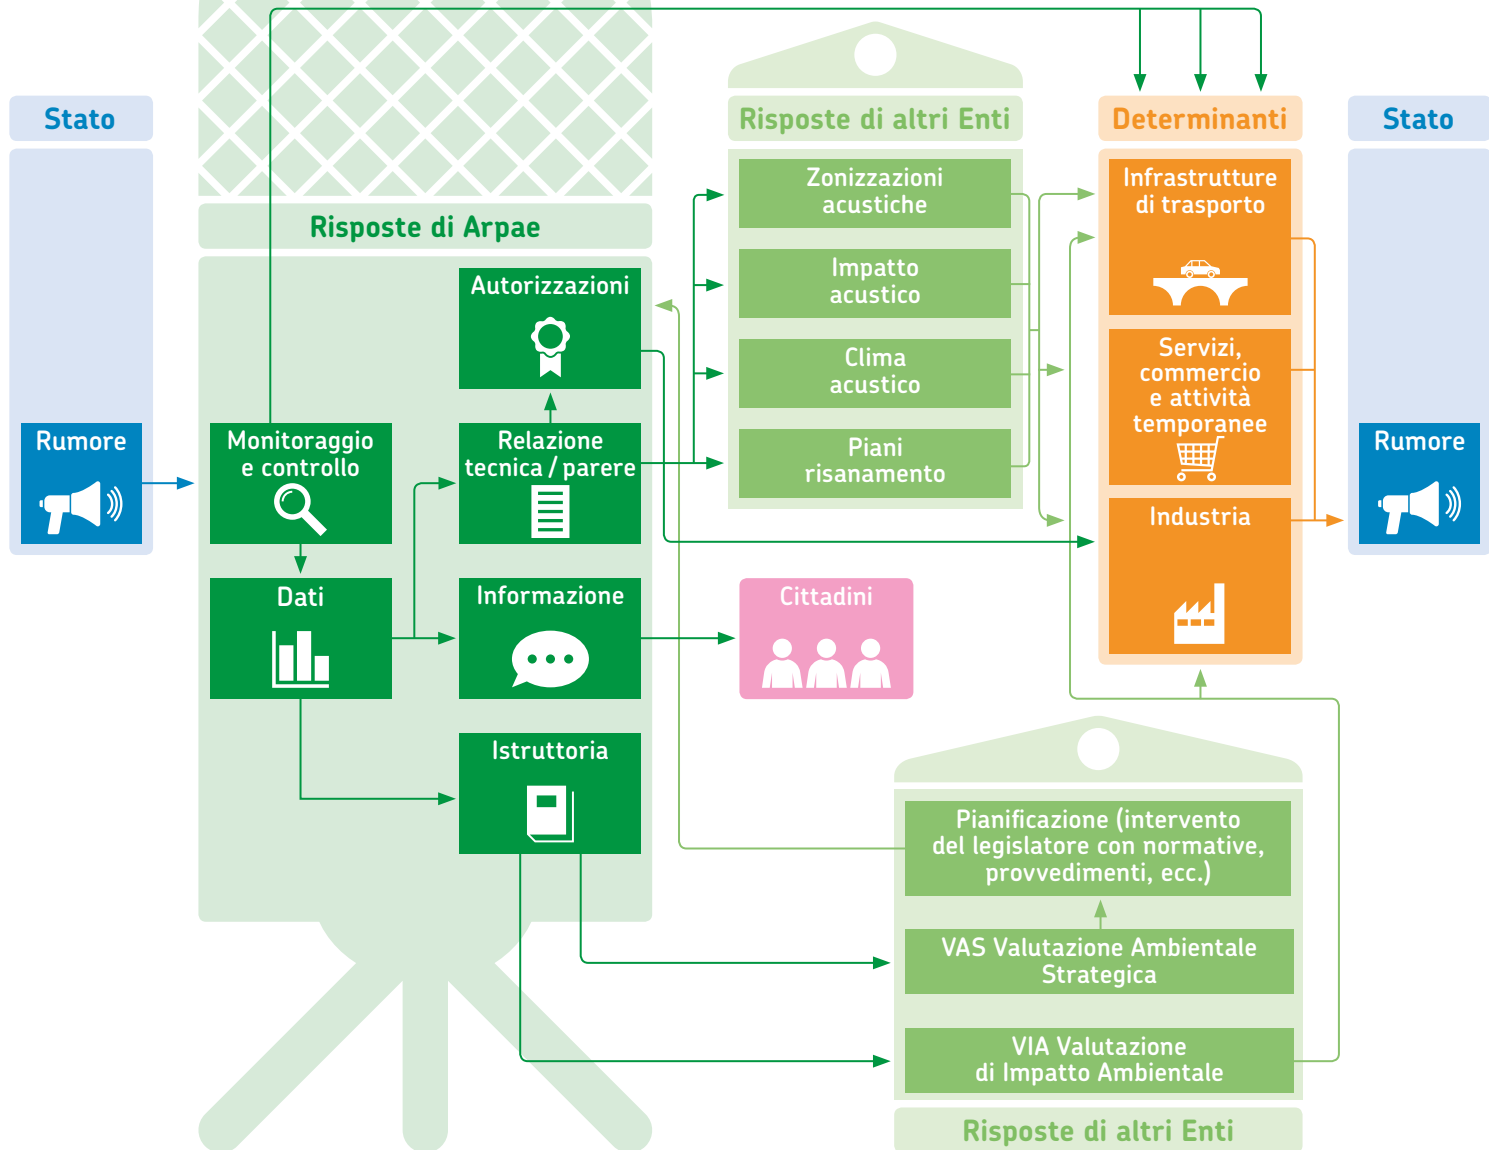 Stato
Rumore
Risposte di Arpae
Autorizzazioni
Monitoraggio
e controllo
Relazione
tecnica / parere
Dati
Informazione
Istruttoria
Risposte di altri Enti
Zonizzazioni
acustiche
Impatto
acustico
Clima
acustico
Piani
risanamento
Cittadini
Determinanti
Infrastrutture
di trasporto
Servizi,
commercio
e attività
temporanee
Industria
Stato
Rumore
Pianificazione (intervento
del legislatore con normative,
provvedimenti, ecc.)
VAS Valutazione Ambientale
Strategica
VIA Valutazione
di Impatto Ambientale
Risposte di altri Enti